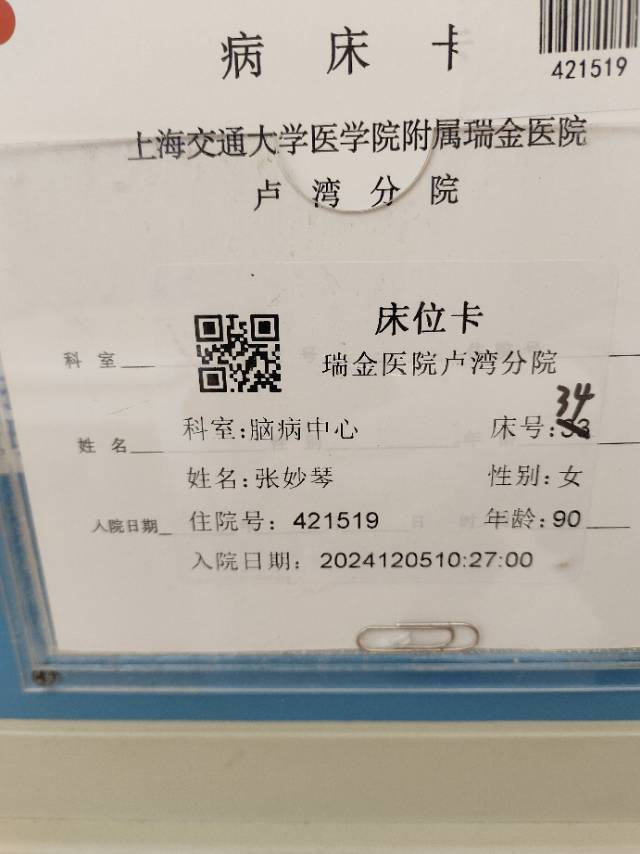 病床卡
421519
上海交通大学医学院附属瑞金医院
卢湾分院
床位卡
瑞金医院卢湾分院
科室
科室:脑病中心
床号:34
姓名
姓名:张妙琴
性别:女
入院日期
住院号:421519
年龄:90
入院日期:2024120510:27:00